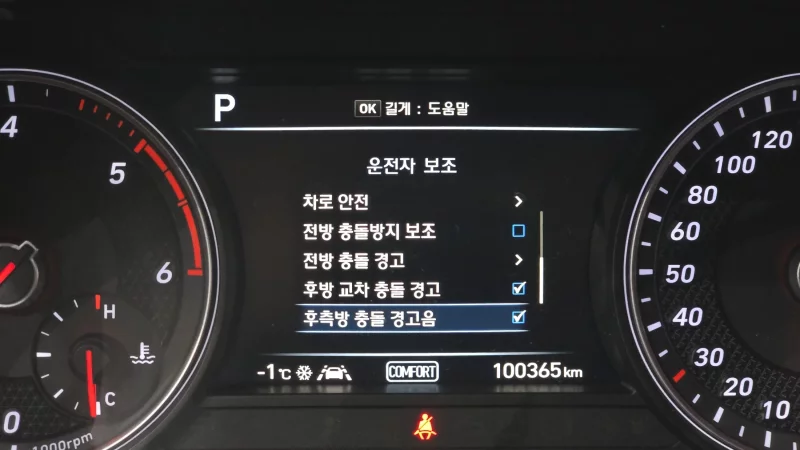 P
OK 길게 : 도움말
운전자 보조
차로 안전
전방 충돌방지 보조
전방 충돌 경고
후방 교차 충돌 경고
후측방 충돌 경고음
-1℃ COMFORT 100365 km
4
5
6
H
C
0
1000rpm
120
100
80
60
50
40
30
20
10